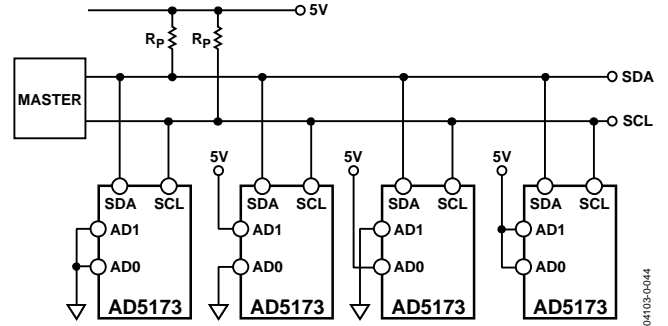 5V
RP RP
MASTER
SDA
SCL
5V 5V 5V
SDA SCL SDA SCL SDA SCL SDA SCL
AD1 AD1 AD1 AD1
AD0 AD0 AD0 AD0
AD5173 AD5173 AD5173 AD5173
04103-0-044